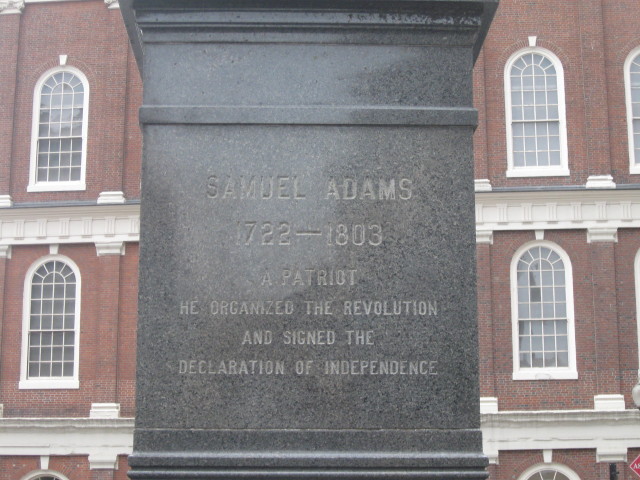 SAMUEL ADAMS
1722—1803
A PATRIOT
HE ORGANIZED THE REVOLUTION
AND SIGNED THE
DECLARATION OF INDEPENDENCE